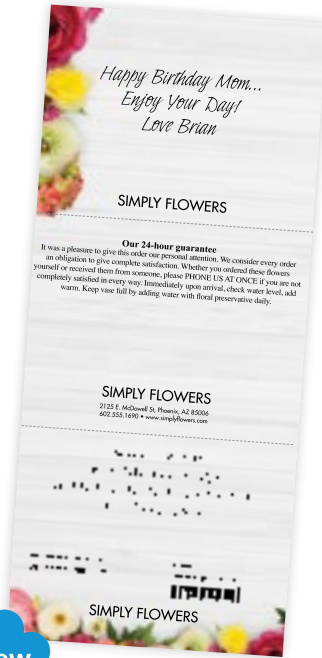 Happy Birthday Mom...
Enjoy Your Day!
Love Brian
SIMPLY FLOWERS
Our 24-hour guarantee
It was a pleasure to give this order our personal attention. We consider every order
an obligation to give complete satisfaction. Whether you ordered these flowers
yourself or received them from someone, please PHONE US AT ONCE if you are not
completely satisfied in every way. Immediately upon arrival, check water level, add
warm. Keep vase full by adding water with floral preservative daily.
SIMPLY FLOWERS
2125 E. McDowell St, Phoenix, AZ 85006
602.555.1690 • www.simplyflowers.com
SIMPLY FLOWERS